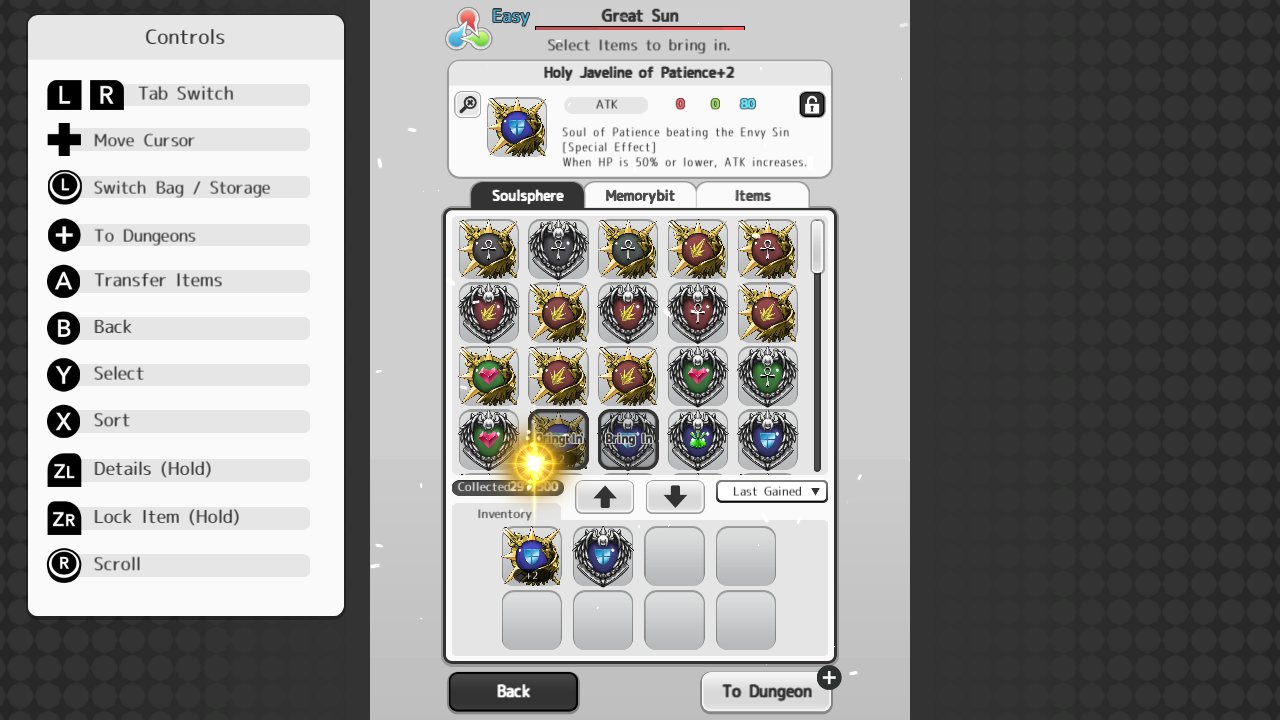 Controls
L R Tab Switch
Move Cursor
L Switch Bag / Storage
+ To Dungeons
A Transfer Items
B Back
Y Select
X Sort
ZL Details (Hold)
ZR Lock Item (Hold)
R Scroll
Easy
Great Sun
Select Items to bring in.
Holy Javeline of Patience+2
ATK 0 0 80
Soul of Patience beating the Envy Sin
[Special Effect]
When HP is 50% or lower, ATK increases.
Soulsphere Memorybit Items
Bring In Bring In
Collected
Last Gained ▼
Inventory
+2
Back
To Dungeon +